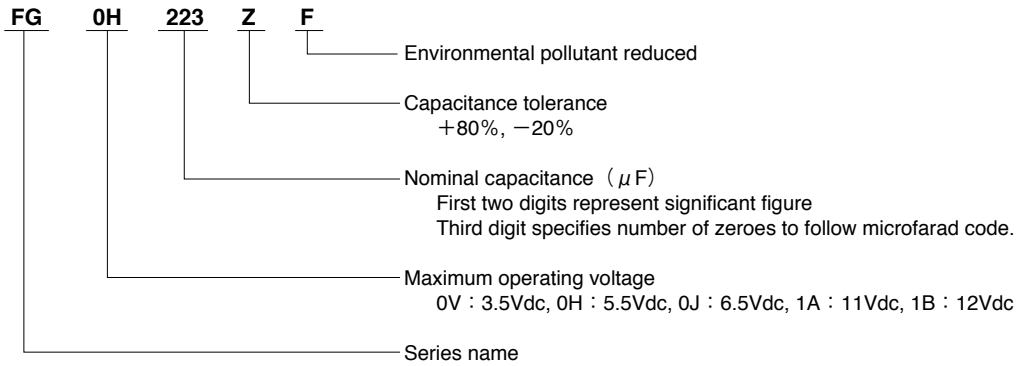 FG 0H 223 Z F
Environmental pollutant reduced
Capacitance tolerance
+80%, −20%
Nominal capacitance（μF）
First two digits represent significant figure
Third digit specifies number of zeroes to follow microfarad code.
Maximum operating voltage
0V：3.5Vdc, 0H：5.5Vdc, 0J：6.5Vdc, 1A：11Vdc, 1B：12Vdc
Series name